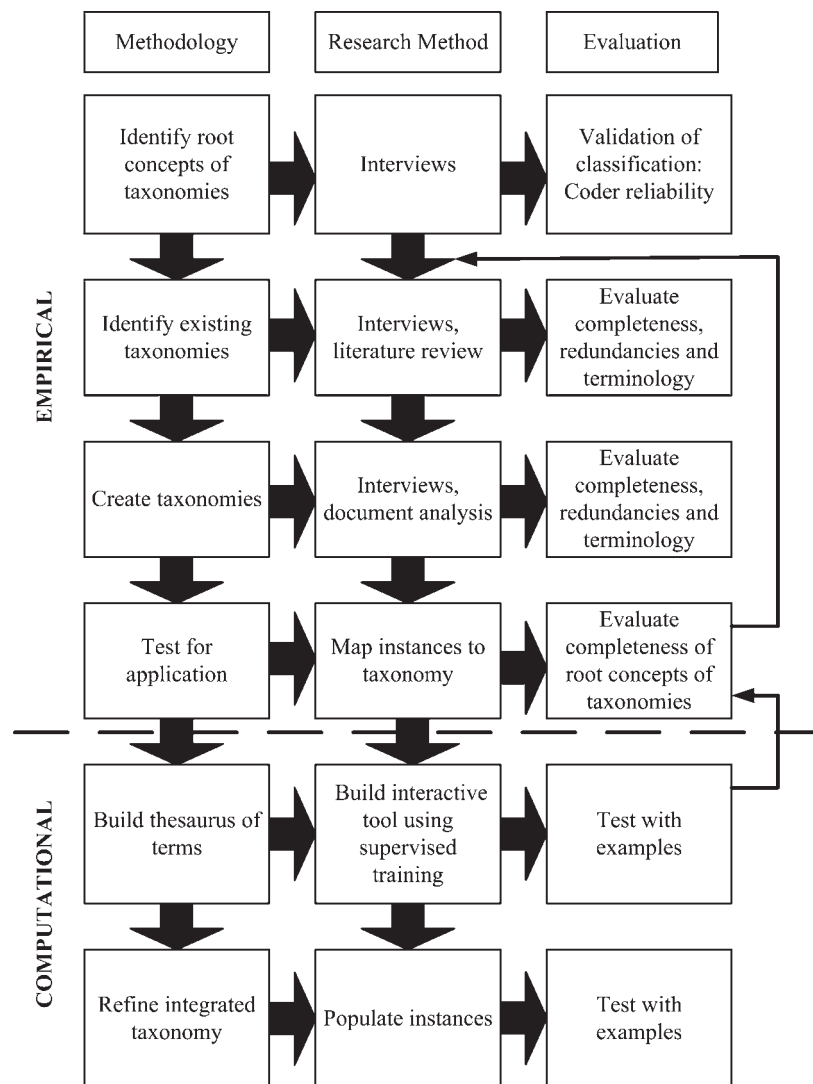 Methodology
Research Method
Evaluation
Identify root
concepts of
taxonomies
Interviews
Validation of
classification:
Coder reliability
EMPIRICAL
Identify existing
taxonomies
Interviews,
literature review
Evaluate
completeness,
redundancies and
terminology
Create taxonomies
Interviews,
document analysis
Evaluate
completeness,
redundancies and
terminology
Test for
application
Map instances to
taxonomy
Evaluate
completeness of
root concepts of
taxonomies
COMPUTATIONAL
Build thesaurus of
terms
Build interactive
tool using
supervised
training
Test with
examples
Refine integrated
taxonomy
Populate instances
Test with
examples